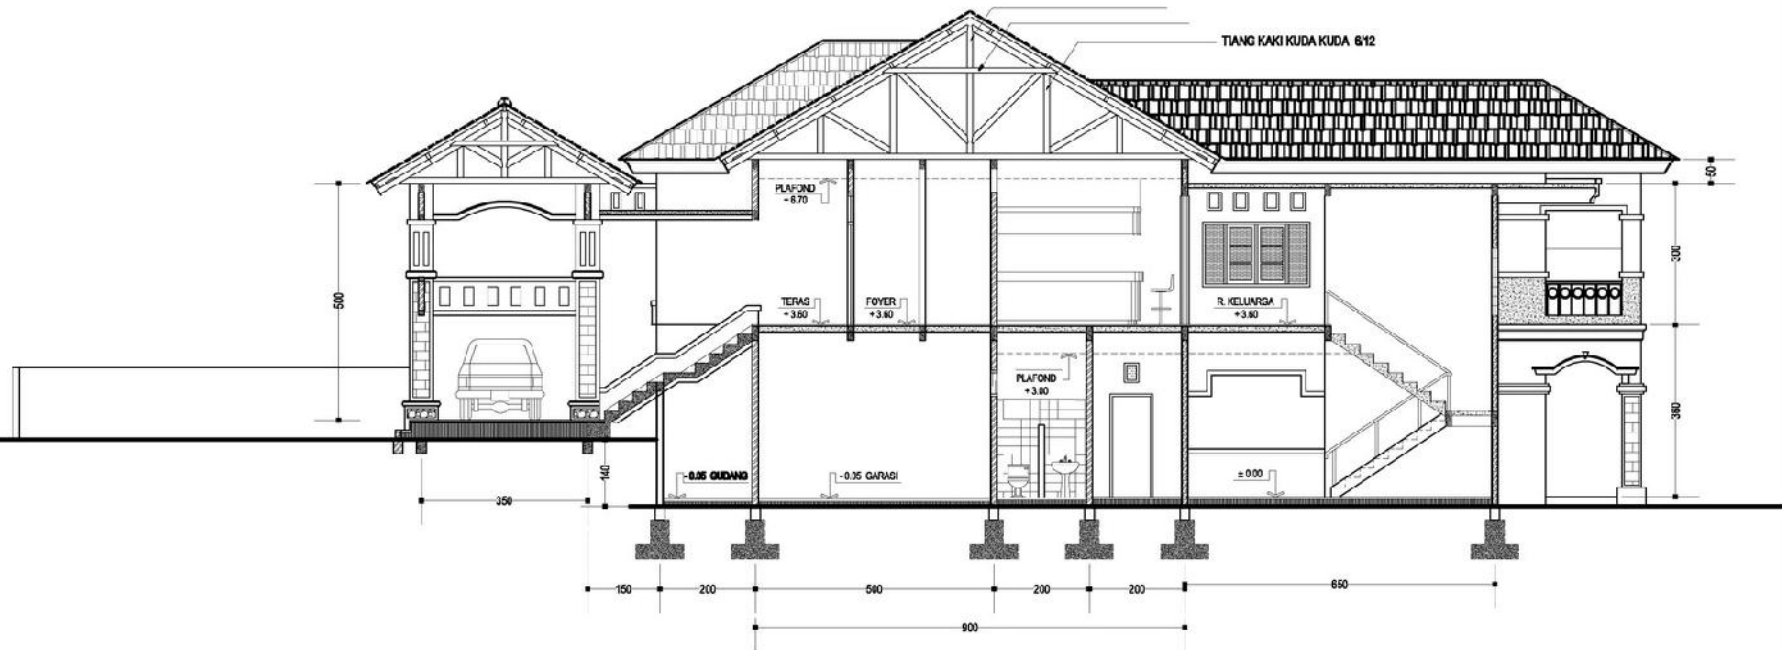 TIANG KAKI KUDA KUDA 6/12
PLAFOND
+ 6.70
50
500
300
TERAS
+ 3.60
FOYER
+ 3.60
R. KELUARGA
+ 3.60
PLAFOND
+ 3.00
360
140
- 0.05 GUDANG
- 0.05 GARASI
± 0.00
350
150
200
500
200
200
650
900